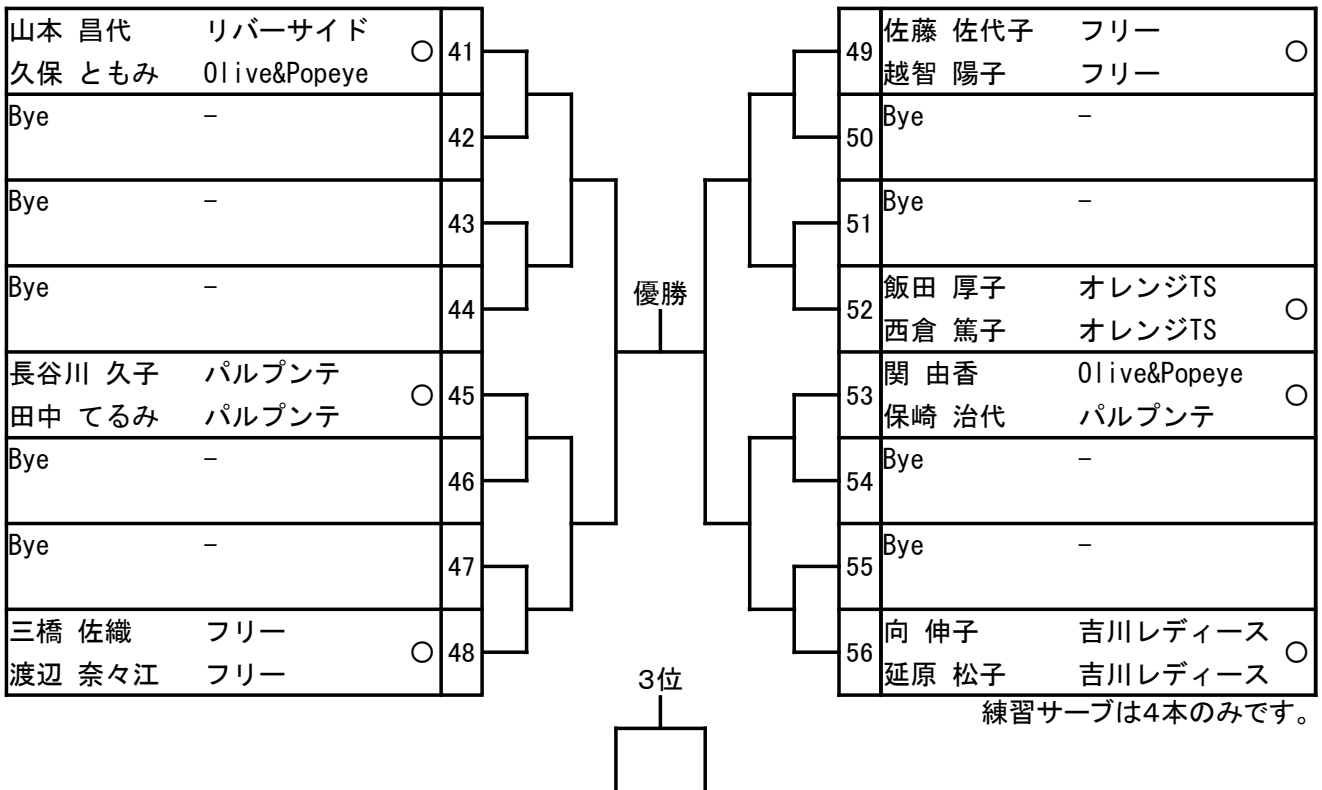 山本 昌代 リバーサイド ○ 41
久保 ともみ Olive&Popeye
Bye - 42
Bye - 43
Bye - 44
長谷川 久子 パルプンテ ○ 45
田中 てるみ パルプンテ
Bye - 46
Bye - 47
三橋 佐織 フリー ○ 48
渡辺 奈々江 フリー
優勝
3位
49 佐藤 佐代子 フリー ○
越智 陽子 フリー
50 Bye -
51 Bye -
52 飯田 厚子 オレンジTS ○
西倉 篤子 オレンジTS
53 関 由香 Olive&Popeye ○
保崎 治代 パルプンテ
54 Bye -
55 Bye -
56 向 伸子 吉川レディース ○
延原 松子 吉川レディース
練習サーブは4本のみです。